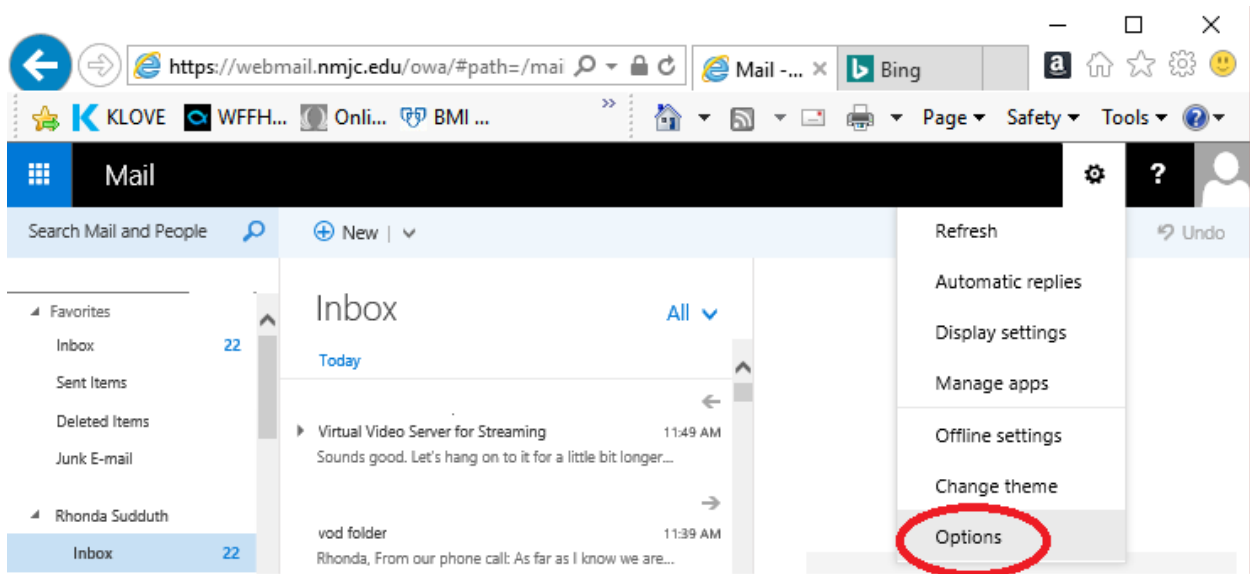 https://webmail.nmjc.edu/owa/#path=/mai
Mail -...
Bing
KLOVE
WFFH...
Onli...
BMI ...
Page
Safety
Tools
Mail
?
Search Mail and People
New
Undo
Favorites
Inbox 22
Sent Items
Deleted Items
Junk E-mail
Rhonda Sudduth
Inbox 22
Inbox
All
Today
Virtual Video Server for Streaming 11:49 AM
Sounds good. Let's hang on to it for a little bit longer...
vod folder 11:39 AM
Rhonda, From our phone call: As far as I know we are...
Refresh
Automatic replies
Display settings
Manage apps
Offline settings
Change theme
Options